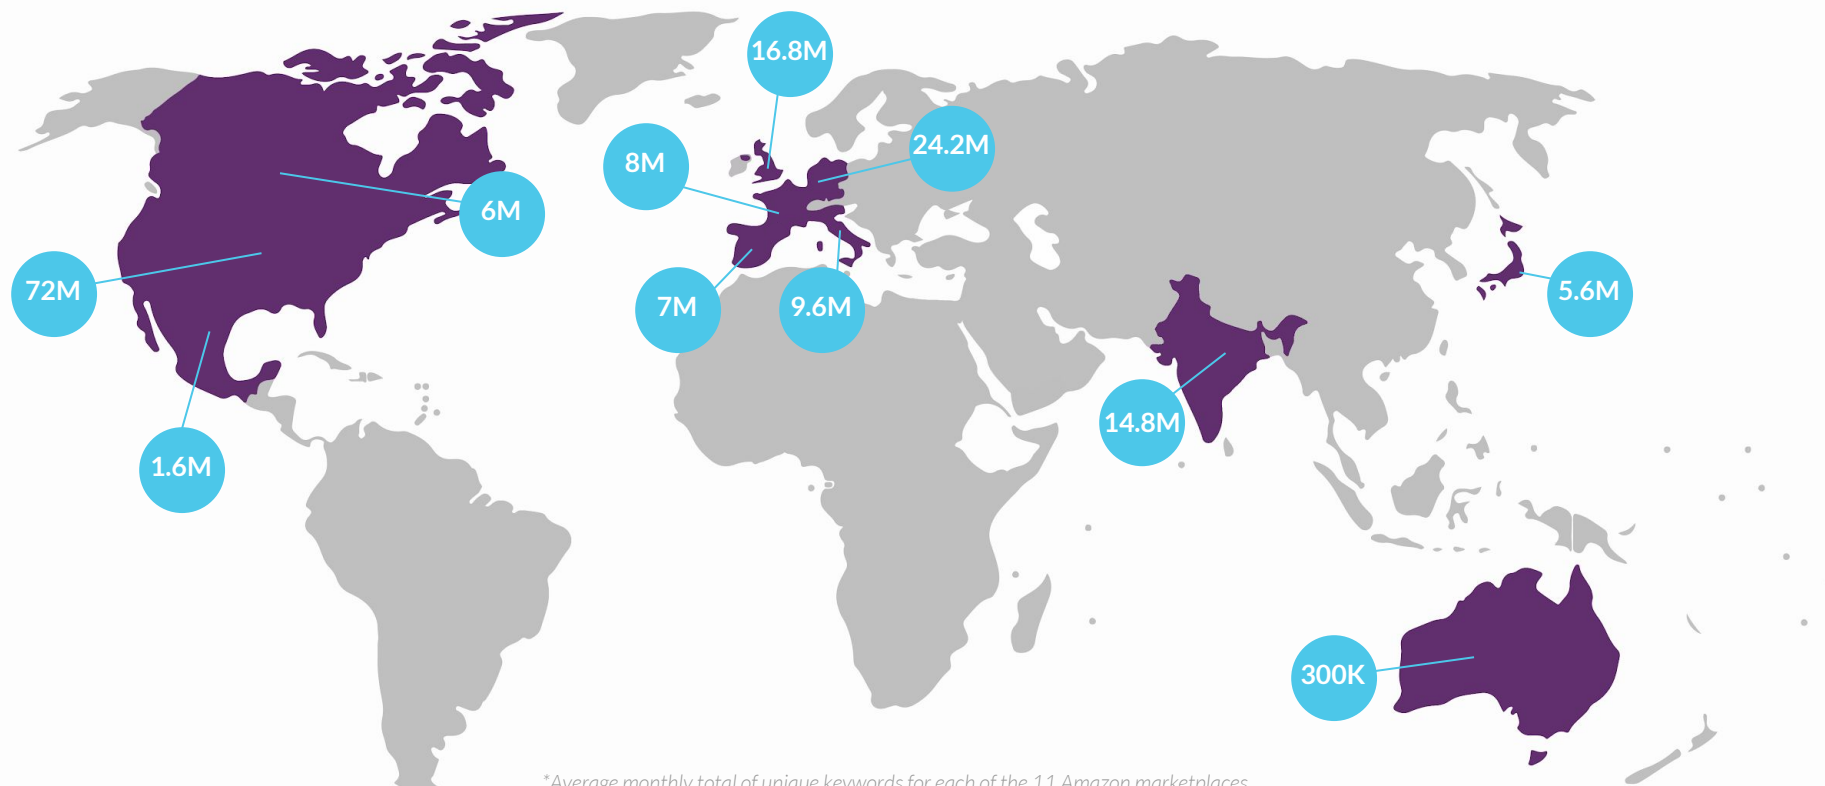 16.8M
24.2M
8M
6M
72M
7M
9.6M
5.6M
14.8M
1.6M
300K
*Average monthly total of unique keywords for each of the 11 Amazon marketplaces